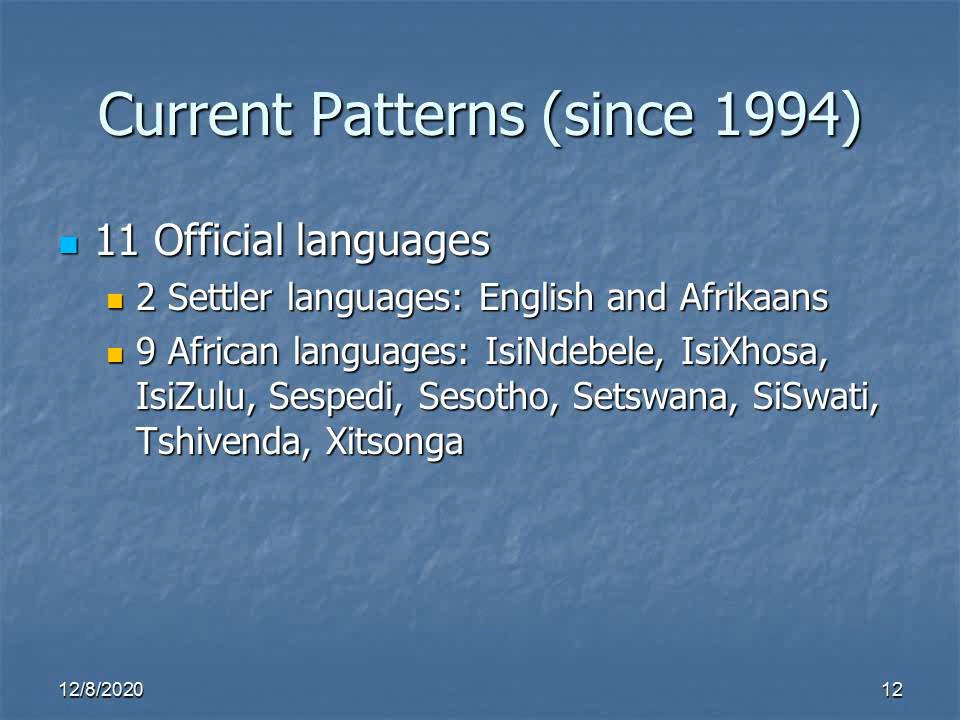 Current Patterns (since 1994)
11 Official languages
2 Settler languages: English and Afrikaans
9 African languages: IsiNdebele, IsiXhosa,
IsiZulu, Sespedi, Sesotho, Setswana, SiSwati,
Tshivenda, Xitsonga
12/8/2020
12